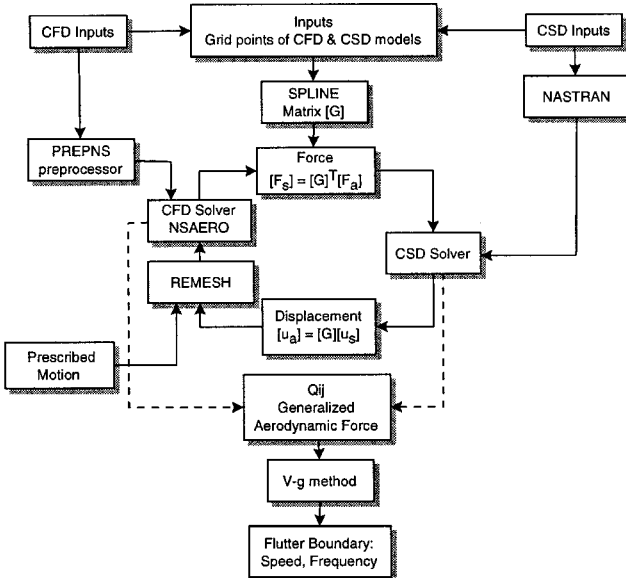 CFD Inputs
Inputs
Grid points of CFD & CSD models
CSD Inputs
SPLINE
Matrix [G]
NASTRAN
PREPNS
preprocessor
Force
[Fs] = [G]T[Fa}
CFD Solver
NSAERO
CSD Solver
REMESH
Displacement
[ua] = [G][us]
Prescribed
Motion
Qij
Generalized
Aerodynamic Force
V-g method
Flutter Boundary:
Speed, Frequency